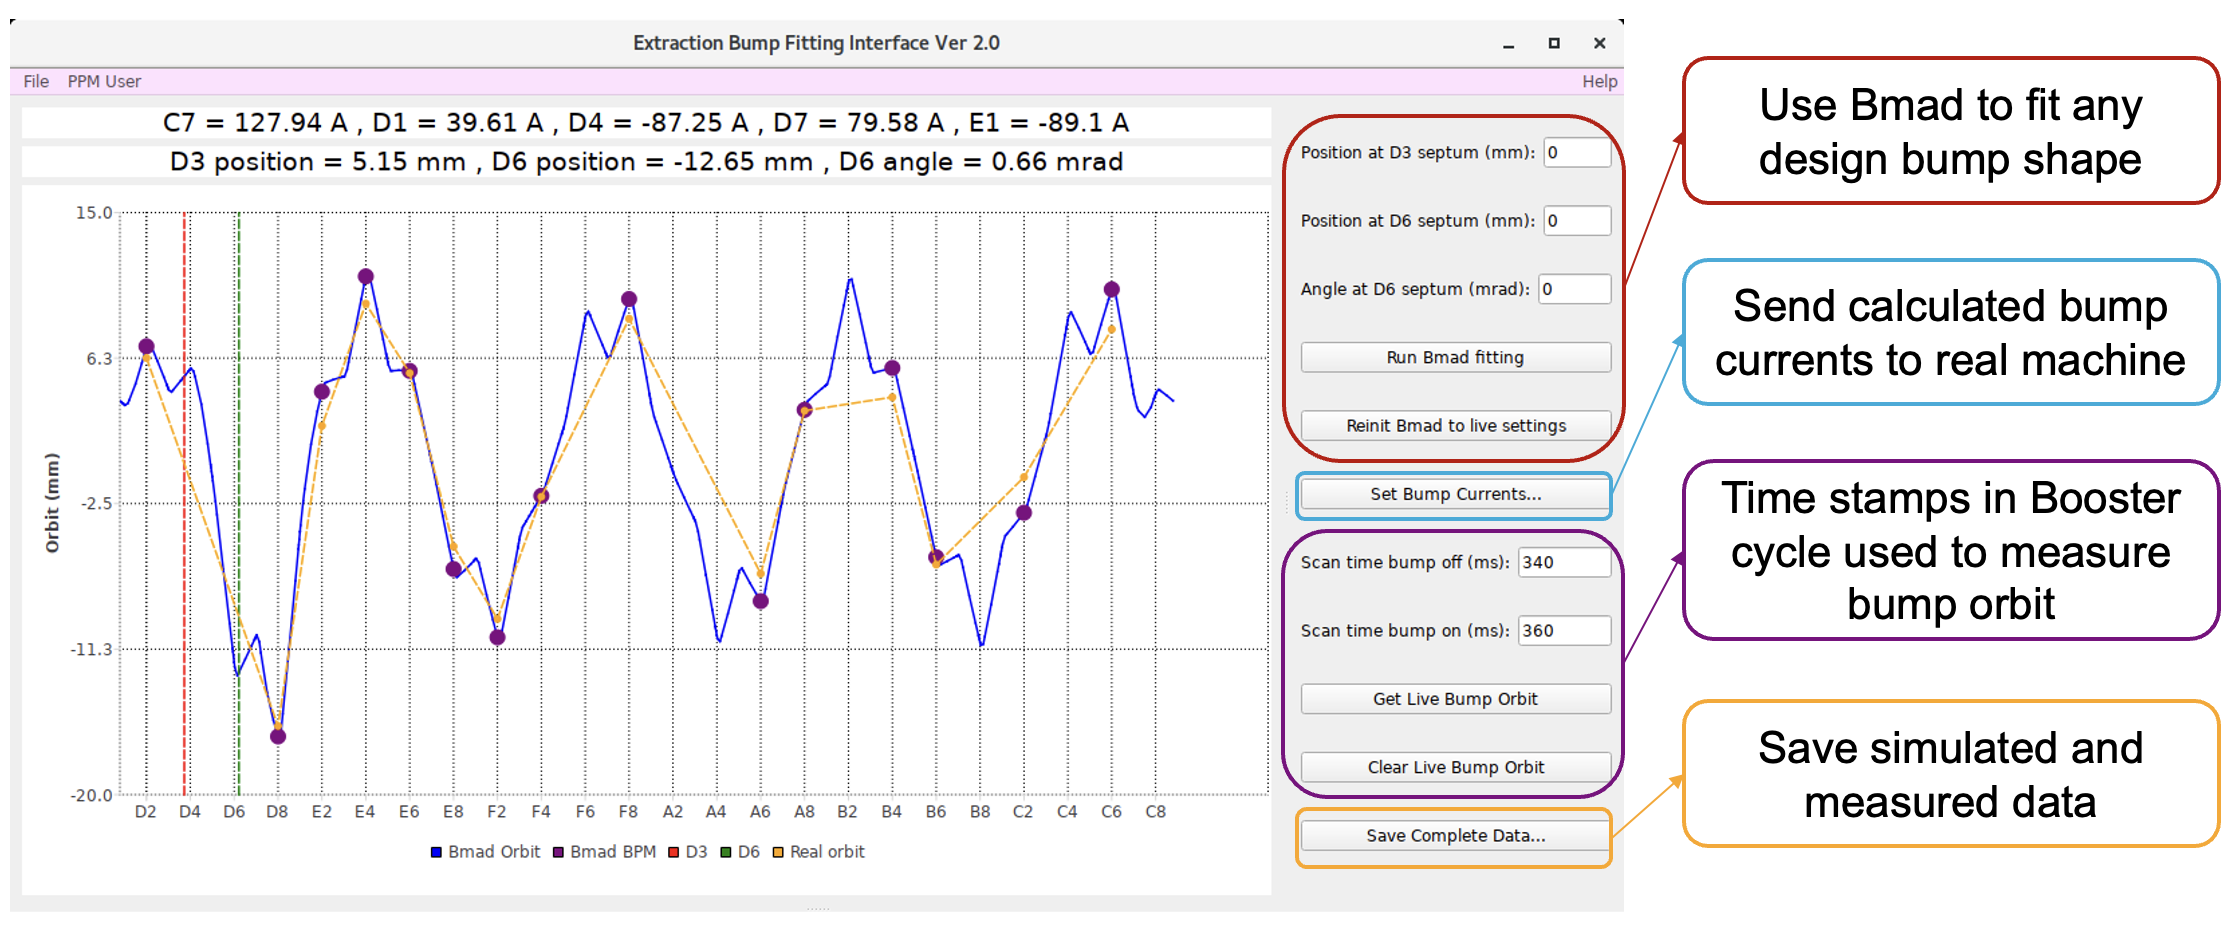 Extraction Bump Fitting Interface Ver 2.0
File PPM User Help
C7 = 127.94 A , D1 = 39.61 A , D4 = -87.25 A , D7 = 79.58 A , E1 = -89.1 A
D3 position = 5.15 mm , D6 position = -12.65 mm , D6 angle = 0.66 mrad
15.0
6.3
-2.5
-11.3
-20.0
Orbit (mm)
D2 D4 D6 D8 E2 E4 E6 E8 F2 F4 F6 F8 A2 A4 A6 A8 B2 B4 B6 B8 C2 C4 C6 C8
Bmad Orbit Bmad BPM D3 D6 Real orbit
Position at D3 septum (mm): 0
Position at D6 septum (mm): 0
Angle at D6 septum (mrad): 0
Run Bmad fitting
Reinit Bmad to live settings
Set Bump Currents...
Scan time bump off (ms): 340
Scan time bump on (ms): 360
Get Live Bump Orbit
Clear Live Bump Orbit
Save Complete Data...
Use Bmad to fit any
design bump shape
Send calculated bump
currents to real machine
Time stamps in Booster
cycle used to measure
bump orbit
Save simulated and
measured data